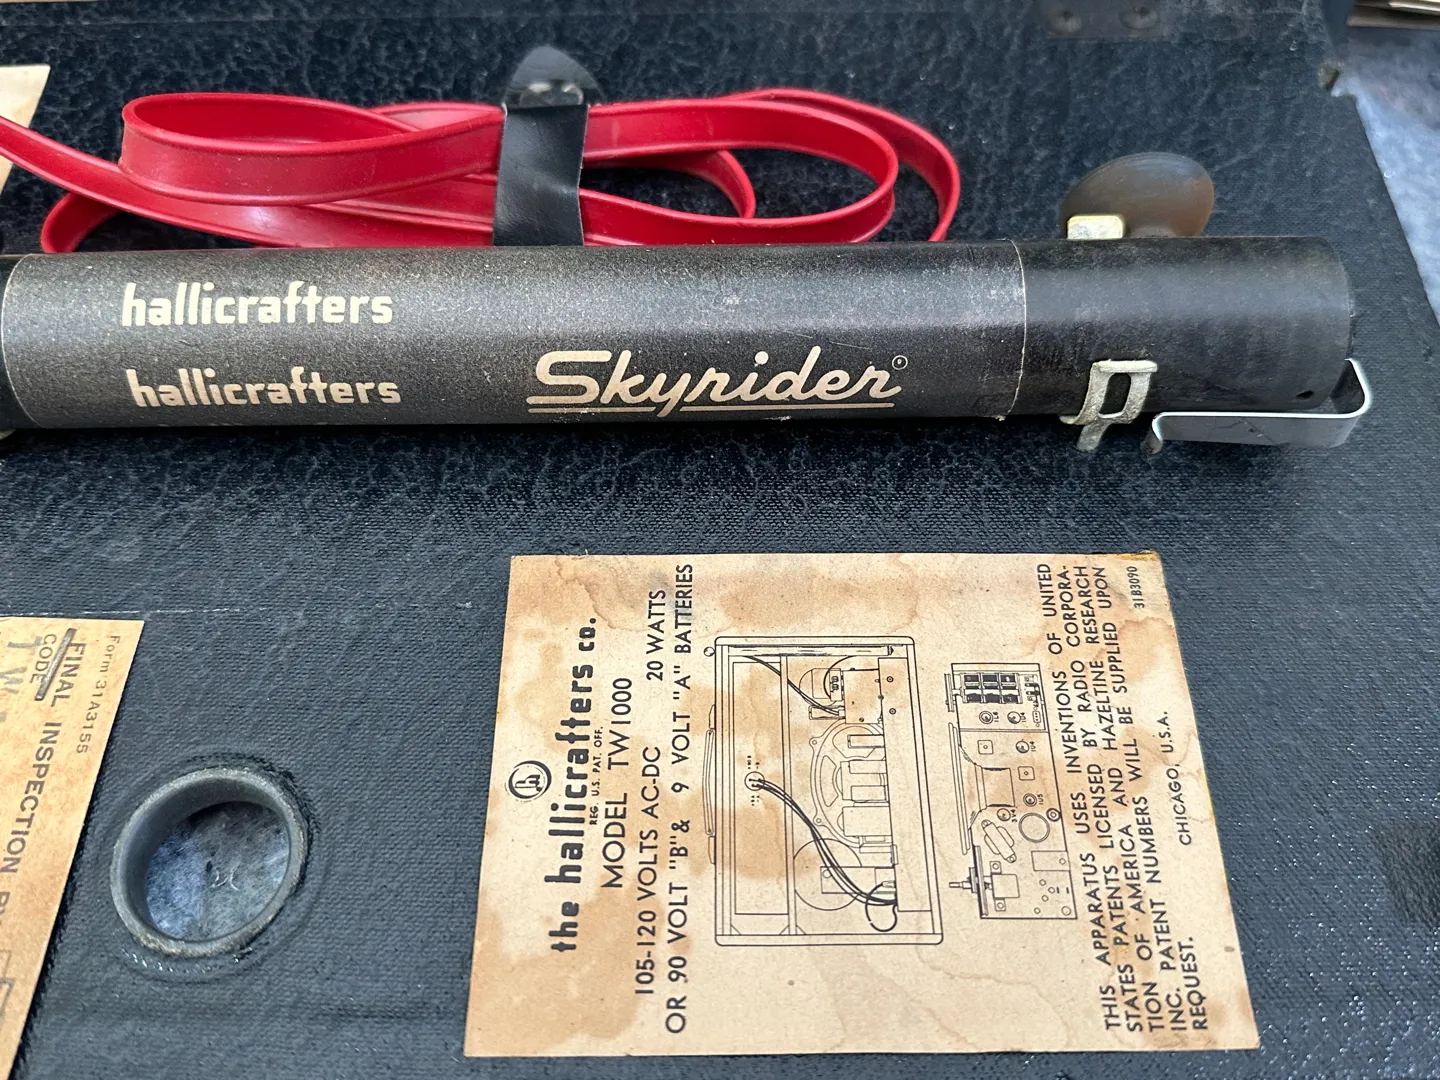 hallicrafters
hallicrafters
Skyrider®
the hallicrafters co.
REG. U.S. PAT. OFF.
MODEL TW1000
105-120 VOLTS AC-DC 20 WATTS
OR 90 VOLT "B" & 9 VOLT "A" BATTERIES
THIS APPARATUS USES INVENTIONS OF UNITED
STATES PATENTS LICENSED BY RADIO CORPORA-
TION OF AMERICA AND HAZELTINE RESEARCH
INC. PATENT NUMBERS WILL BE SUPPLIED UPON
REQUEST.
CHICAGO, U.S.A.
31B3090
Form 31A3155
FINAL INSPECTION
CODE